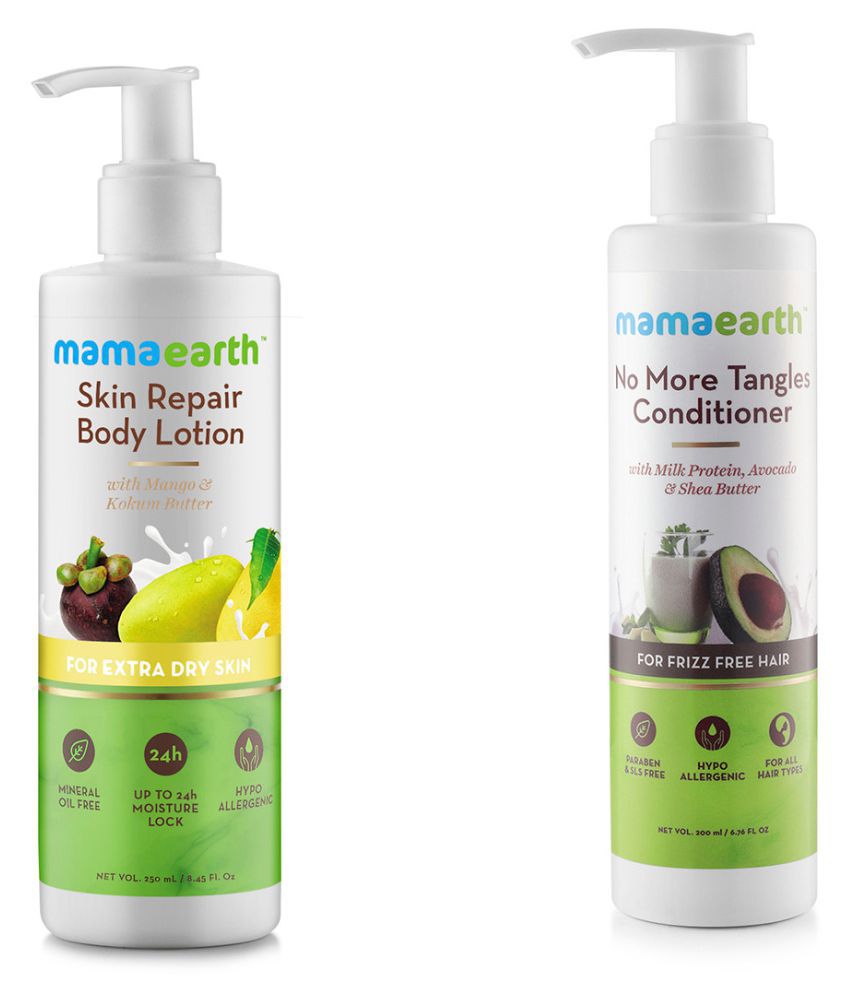 mamaearth™
Skin Repair
Body Lotion
with Mango &
Kokum Butter
FOR EXTRA DRY SKIN
MINERAL
OIL FREE
24h
UP TO 24h
MOISTURE
LOCK
HYPO
ALLERGENIC
NET VOL. 250 mL / 8.45 Fl. Oz
mamaearth™
No More Tangles
Conditioner
with Milk Protein, Avocado
& Shea Butter
FOR FRIZZ FREE HAIR
PARABEN
& SLS FREE
HYPO
ALLERGENIC
FOR ALL
HAIR TYPES
NET VOL. 200 ml / 6.76 FL OZ